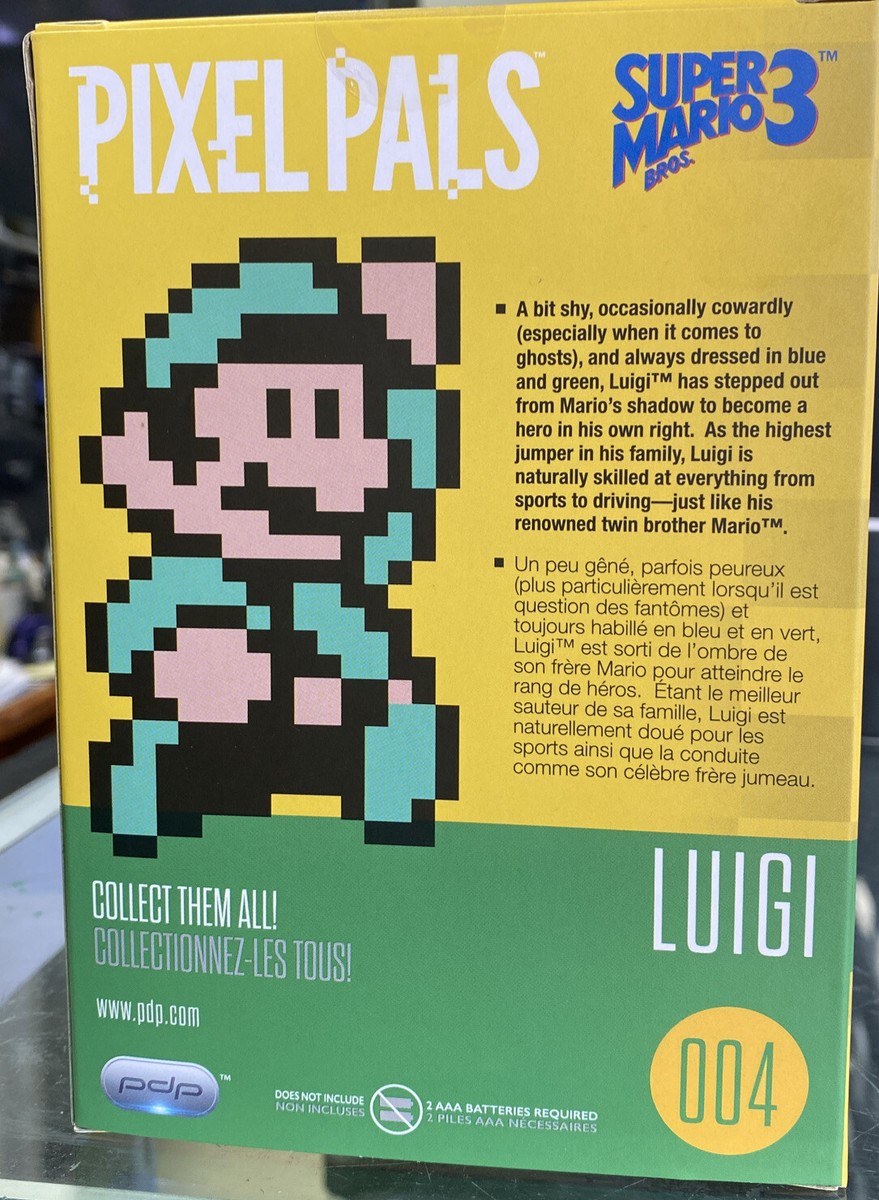 PIXEL PALS™
SUPER
MARIO
BROS. 3™
▪ A bit shy, occasionally cowardly
(especially when it comes to
ghosts), and always dressed in blue
and green, Luigi™ has stepped out
from Mario's shadow to become a
hero in his own right. As the highest
jumper in his family, Luigi is
naturally skilled at everything from
sports to driving—just like his
renowned twin brother Mario™.
▪ Un peu gêné, parfois peureux
(plus particulièrement lorsqu'il est
question des fantômes) et
toujours habillé en bleu et en vert,
Luigi™ est sorti de l'ombre de
son frère Mario pour atteindre le
rang de héros. Étant le meilleur
sauteur de sa famille, Luigi est
naturellement doué pour les
sports ainsi que la conduite
comme son célèbre frère jumeau.
LUIGI
COLLECT THEM ALL!
COLLECTIONNEZ-LES TOUS!
www.pdp.com
pdp™
DOES NOT INCLUDE
NON INCLUSES
2 AAA BATTERIES REQUIRED
2 PILES AAA NÉCESSAIRES
004